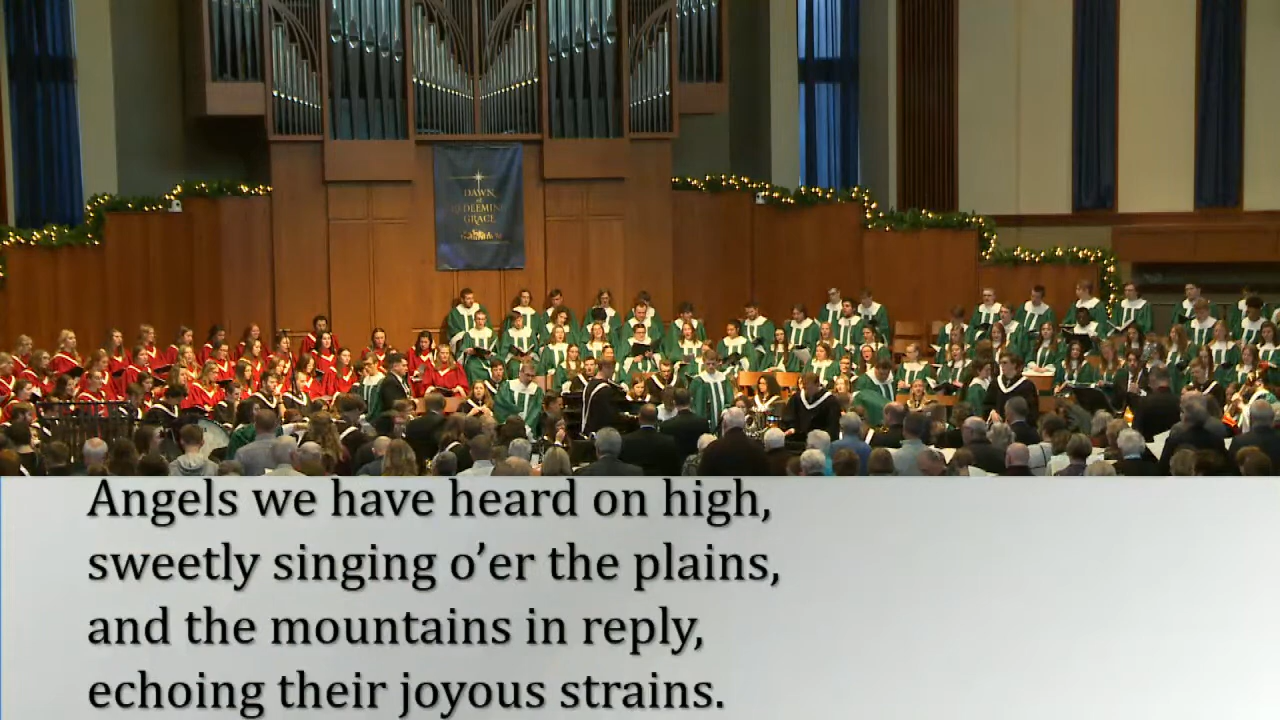 DAWN
of
REDEEMING
GRACE
Angels we have heard on high,
sweetly singing o’er the plains,
and the mountains in reply,
echoing their joyous strains.